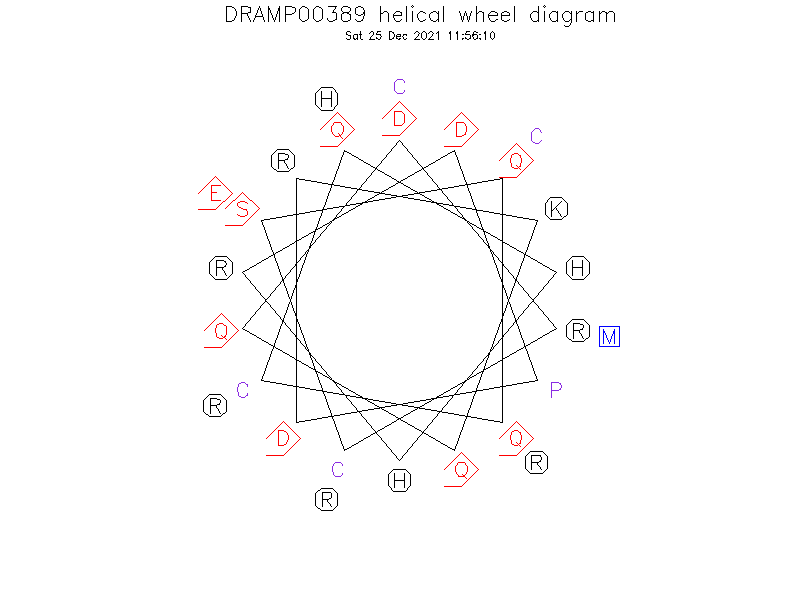 DRAMP00389 helical wheel diagram
Sat 25 Dec 2021 11:56:10
C
H
D
Q
D
C
R
Q
E
S
K
R
H
Q
R
M
C
P
R
D
Q
C
Q
R
H
R